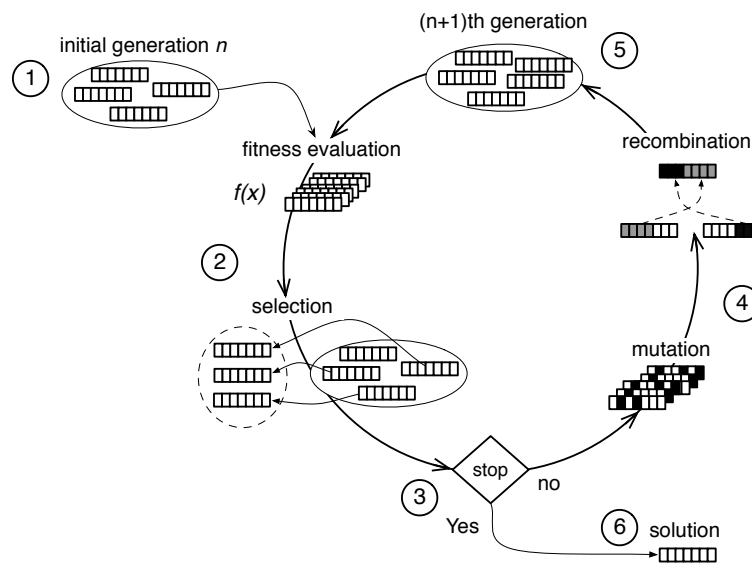 initial generation n
1
(n+1)th generation
5
fitness evaluation
f(x)
recombination
2
selection
4
mutation
stop
3
no
Yes
6
solution